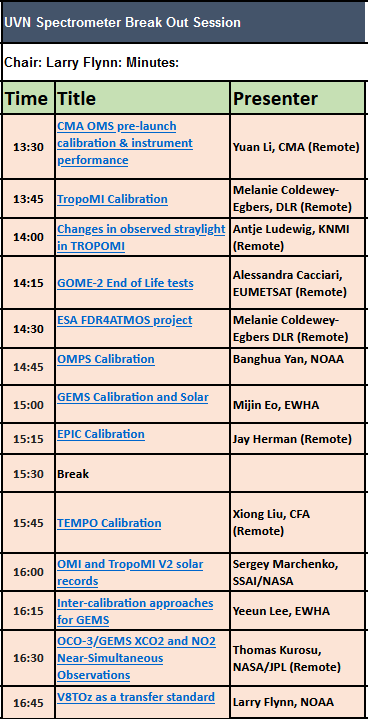 UVN Spectrometer Break Out Session
Chair: Larry Flynn: Minutes:
Time Title Presenter
13:30 CMA OMS pre-launch calibration & instrument performance Yuan Li, CMA (Remote)
13:45 TropoMI Calibration Melanie Coldewey-Egbers, DLR (Remote)
14:00 Changes in observed straylight in TROPOMI Antje Ludewig, KNMI (Remote)
14:15 GOME-2 End of Life tests Alessandra Cacciari, EUMETSAT (Remote)
14:30 ESA FDR4ATMOS project Melanie Coldewey-Egbers DLR (Remote)
14:45 OMPS Calibration Banghua Yan, NOAA
15:00 GEMS Calibration and Solar Mijin Eo, EWHA
15:15 EPIC Calibration Jay Herman (Remote)
15:30 Break
15:45 TEMPO Calibration Xiong Liu, CFA (Remote)
16:00 OMI and TropoMI V2 solar records Sergey Marchenko, SSAI/NASA
16:15 Inter-calibration approaches for GEMS Yeeun Lee, EWHA
16:30 OCO-3/GEMS XCO2 and NO2 Near-Simultaneous Observations Thomas Kurosu, NASA/JPL (Remote)
16:45 V8TOz as a transfer standard Larry Flynn, NOAA